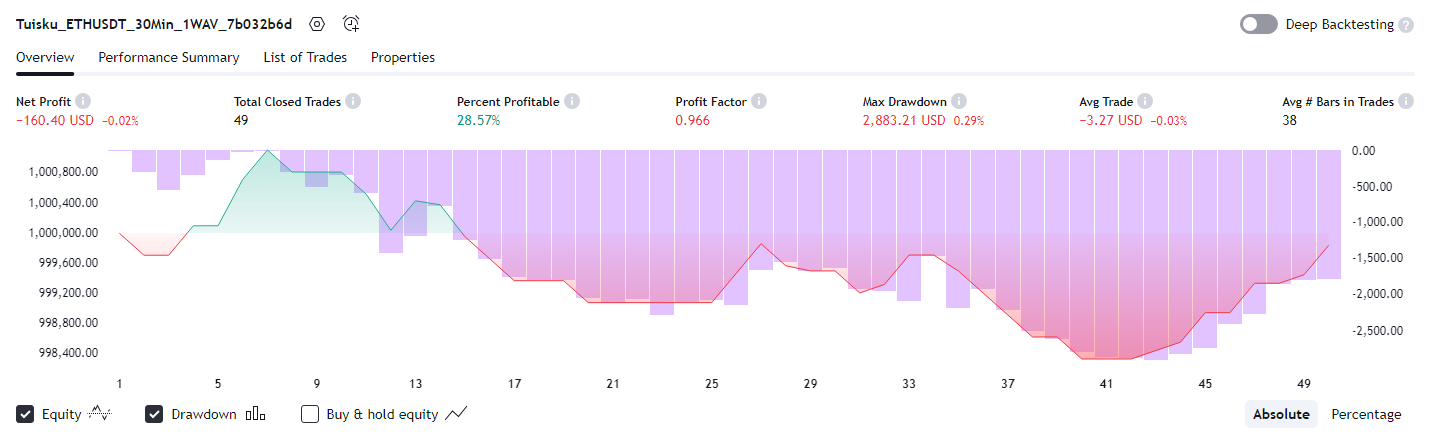 Tuisku_ETHUSDT_30Min_1WAV_7b032b6d
Deep Backtesting ?
Overview Performance Summary List of Trades Properties
Net Profit Total Closed Trades Percent Profitable Profit Factor Max Drawdown Avg Trade Avg # Bars in Trades
−160.40 USD −0.02% 49 28.57% 0.966 2,883.21 USD 0.29% −3.27 USD −0.03% 38
1,000,800.00
1,000,400.00
1,000,000.00
999,600.00
999,200.00
998,800.00
998,400.00
0.00
−500.00
−1,000.00
−1,500.00
−2,000.00
−2,500.00
1 5 9 13 17 21 25 29 33 37 41 45 49
Equity Drawdown Buy & hold equity Absolute Percentage